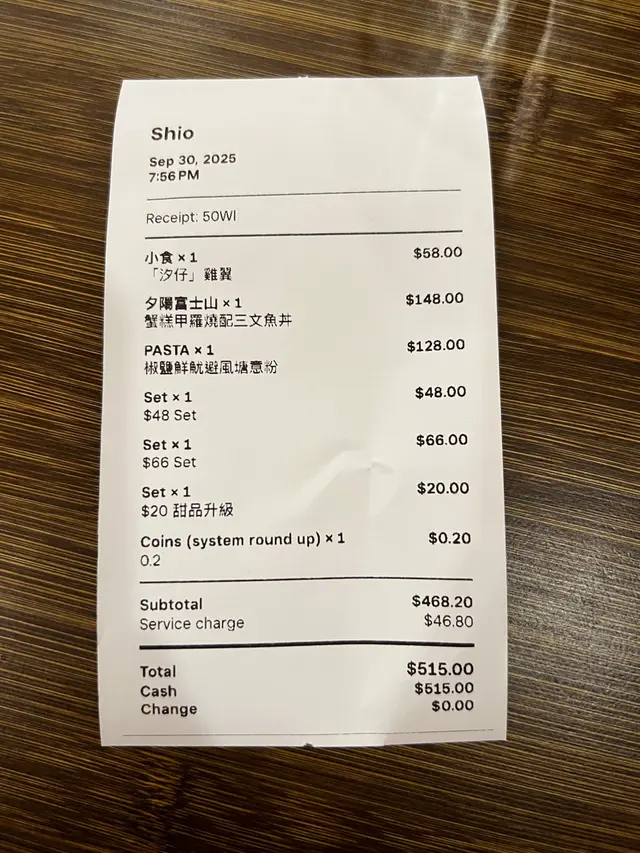 Shio
Sep 30, 2025
7:56 PM
Receipt: 50WI
小食 × 1 $58.00
「汐仔」雞翼
夕陽富士山 × 1 $148.00
蟹糕甲羅燒配三文魚丼
PASTA × 1 $128.00
椒鹽鮮魷避風塘意粉
Set × 1 $48.00
$48 Set
Set × 1 $66.00
$66 Set
Set × 1 $20.00
$20 甜品升級
Coins (system round up) × 1 $0.20
0.2
Subtotal $468.20
Service charge $46.80
Total $515.00
Cash $515.00
Change $0.00